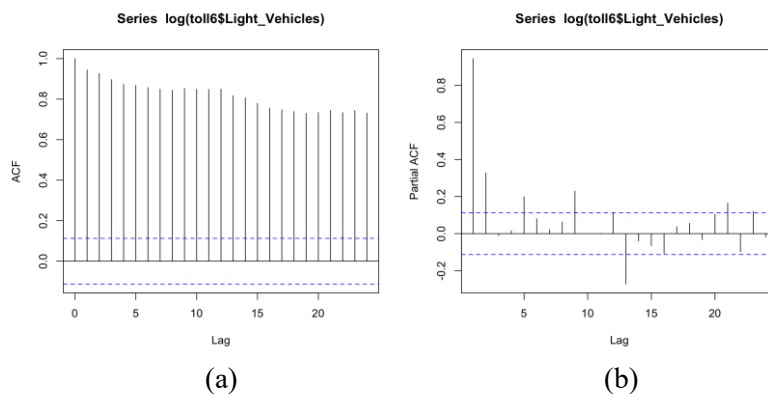 Series log(toll6$Light_Vehicles)
ACF
1.0
0.8
0.6
0.4
0.2
0.0
0 5 10 15 20
Lag
(a)
Series log(toll6$Light_Vehicles)
Partial ACF
0.8
0.4
0.2
0.0
-0.2
5 10 15 20
Lag
(b)